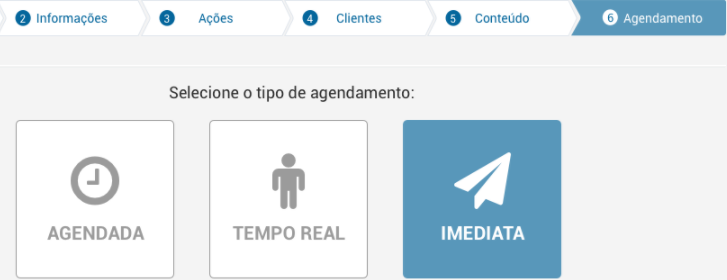 2 Informações 3 Ações 4 Clientes 5 Conteúdo 6 Agendamento
Selecione o tipo de agendamento:
AGENDADA TEMPO REAL IMEDIATA